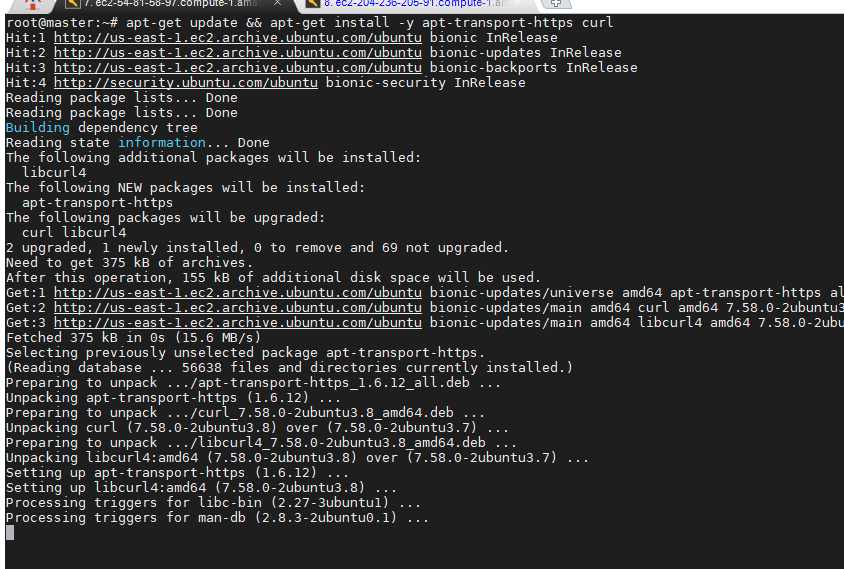 7. ec2-54-81-58-97.compute-1.ama
8. ec2-204-236-205-91.compute-1.a
root@master:~# apt-get update && apt-get install -y apt-transport-https curl
Hit:1 http://us-east-1.ec2.archive.ubuntu.com/ubuntu bionic InRelease
Hit:2 http://us-east-1.ec2.archive.ubuntu.com/ubuntu bionic-updates InRelease
Hit:3 http://us-east-1.ec2.archive.ubuntu.com/ubuntu bionic-backports InRelease
Hit:4 http://security.ubuntu.com/ubuntu bionic-security InRelease
Reading package lists... Done
Reading package lists... Done
Building dependency tree
Reading state information... Done
The following additional packages will be installed:
  libcurl4
The following NEW packages will be installed:
  apt-transport-https
The following packages will be upgraded:
  curl libcurl4
2 upgraded, 1 newly installed, 0 to remove and 69 not upgraded.
Need to get 375 kB of archives.
After this operation, 155 kB of additional disk space will be used.
Get:1 http://us-east-1.ec2.archive.ubuntu.com/ubuntu bionic-updates/universe amd64 apt-transport-https al
Get:2 http://us-east-1.ec2.archive.ubuntu.com/ubuntu bionic-updates/main amd64 curl amd64 7.58.0-2ubuntu3
Get:3 http://us-east-1.ec2.archive.ubuntu.com/ubuntu bionic-updates/main amd64 libcurl4 amd64 7.58.0-2ubu
Fetched 375 kB in 0s (15.6 MB/s)
Selecting previously unselected package apt-transport-https.
(Reading database ... 56638 files and directories currently installed.)
Preparing to unpack .../apt-transport-https_1.6.12_all.deb ...
Unpacking apt-transport-https (1.6.12) ...
Preparing to unpack .../curl_7.58.0-2ubuntu3.8_amd64.deb ...
Unpacking curl (7.58.0-2ubuntu3.8) over (7.58.0-2ubuntu3.7) ...
Preparing to unpack .../libcurl4_7.58.0-2ubuntu3.8_amd64.deb ...
Unpacking libcurl4:amd64 (7.58.0-2ubuntu3.8) over (7.58.0-2ubuntu3.7) ...
Setting up apt-transport-https (1.6.12) ...
Setting up libcurl4:amd64 (7.58.0-2ubuntu3.8) ...
Processing triggers for libc-bin (2.27-3ubuntu1) ...
Processing triggers for man-db (2.8.3-2ubuntu0.1) ...